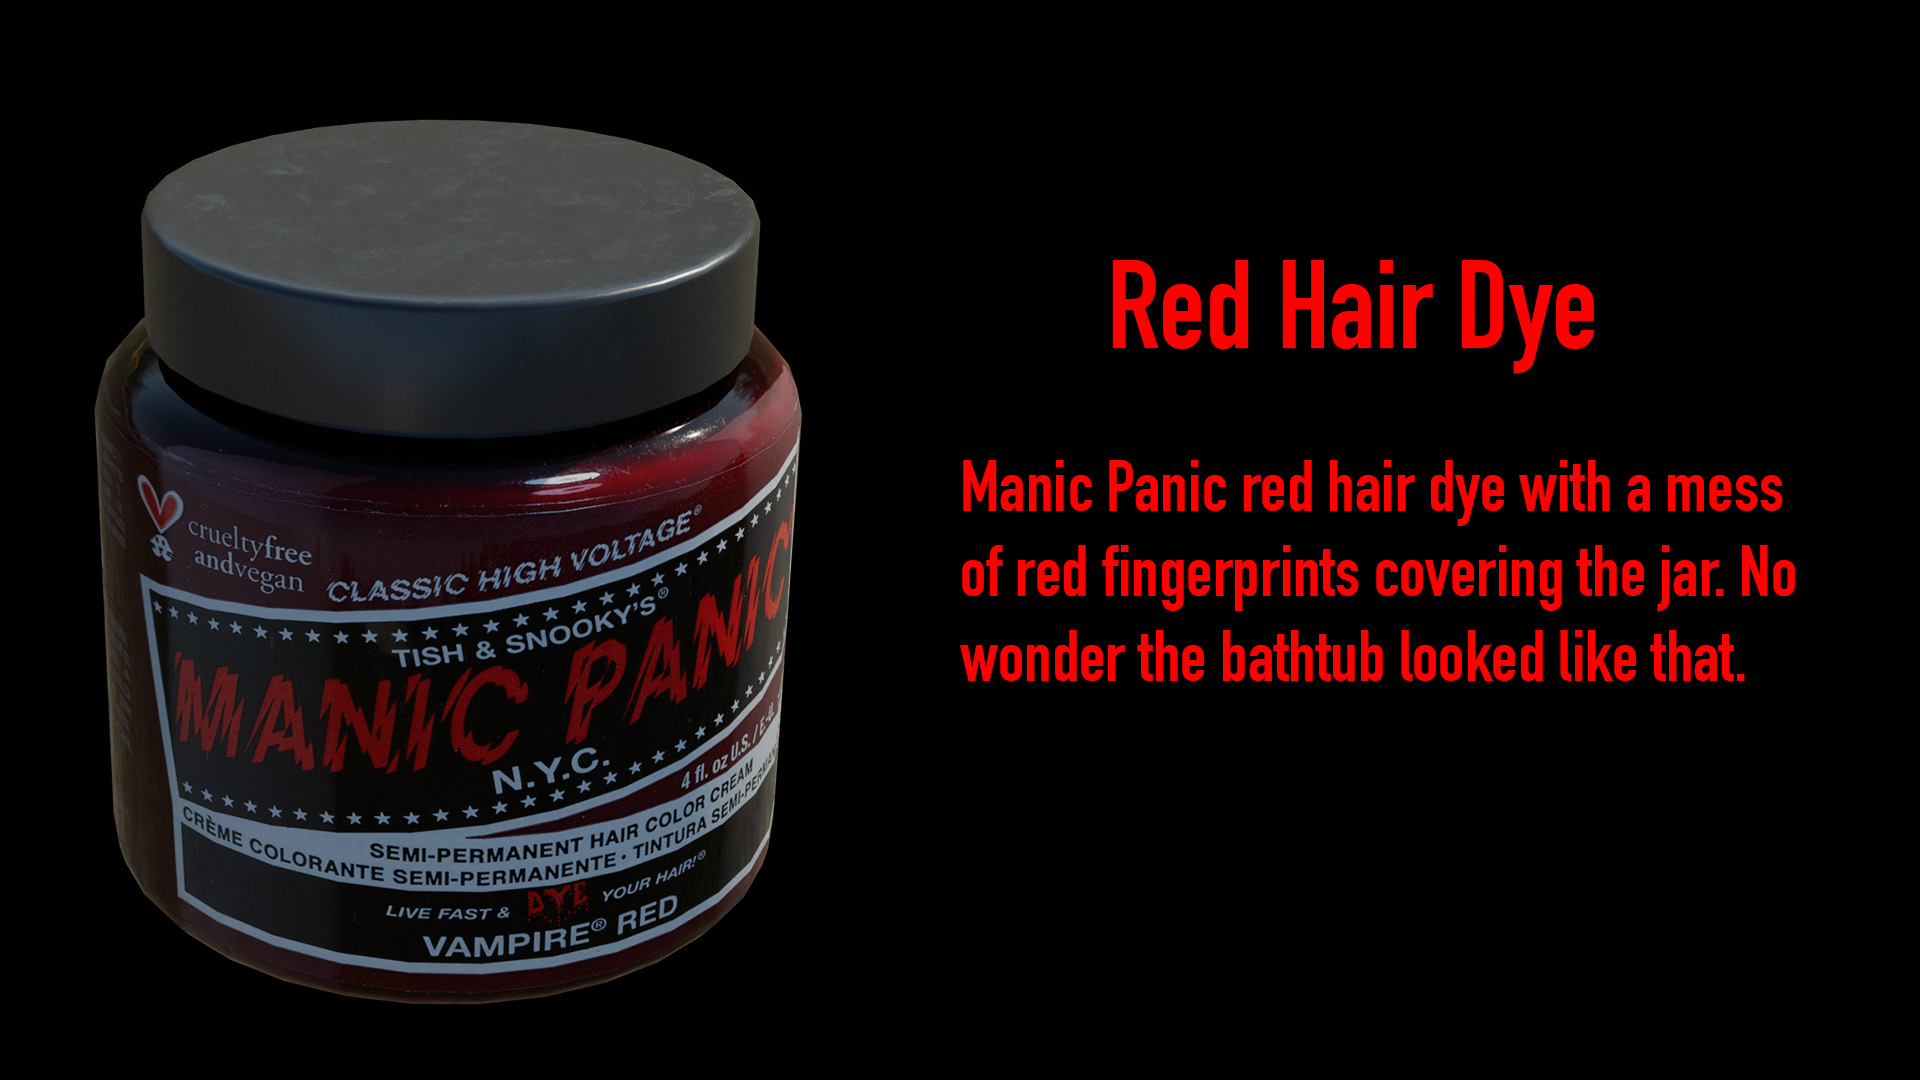 Red Hair Dye
Manic Panic red hair dye with a mess
of red fingerprints covering the jar. No
wonder the bathtub looked like that.
crueltyfree
andvegan
CLASSIC HIGH VOLTAGE®
TISH & SNOOKY'S®
MANIC PANIC
N.Y.C.
4 fl. oz U.S. /
SEMI-PERMANENT HAIR COLOR CREAM
CRÈME COLORANTE SEMI-PERMANENTE · TINTURA
LIVE FAST & DYE YOUR HAIR!®
VAMPIRE® RED